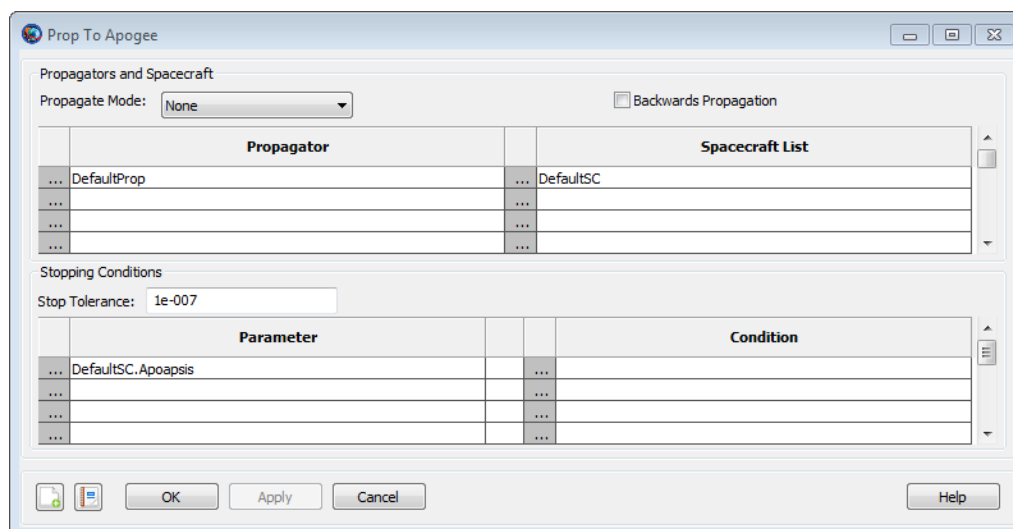 Prop To Apogee
Propagators and Spacecraft
Propagate Mode: None Backwards Propagation
Propagator Spacecraft List
... DefaultProp ... DefaultSC
... ...
... ...
... ...
Stopping Conditions
Stop Tolerance: 1e-007
Parameter Condition
... DefaultSC.Apoapsis ...
... ...
... ...
... ...
OK Apply Cancel Help